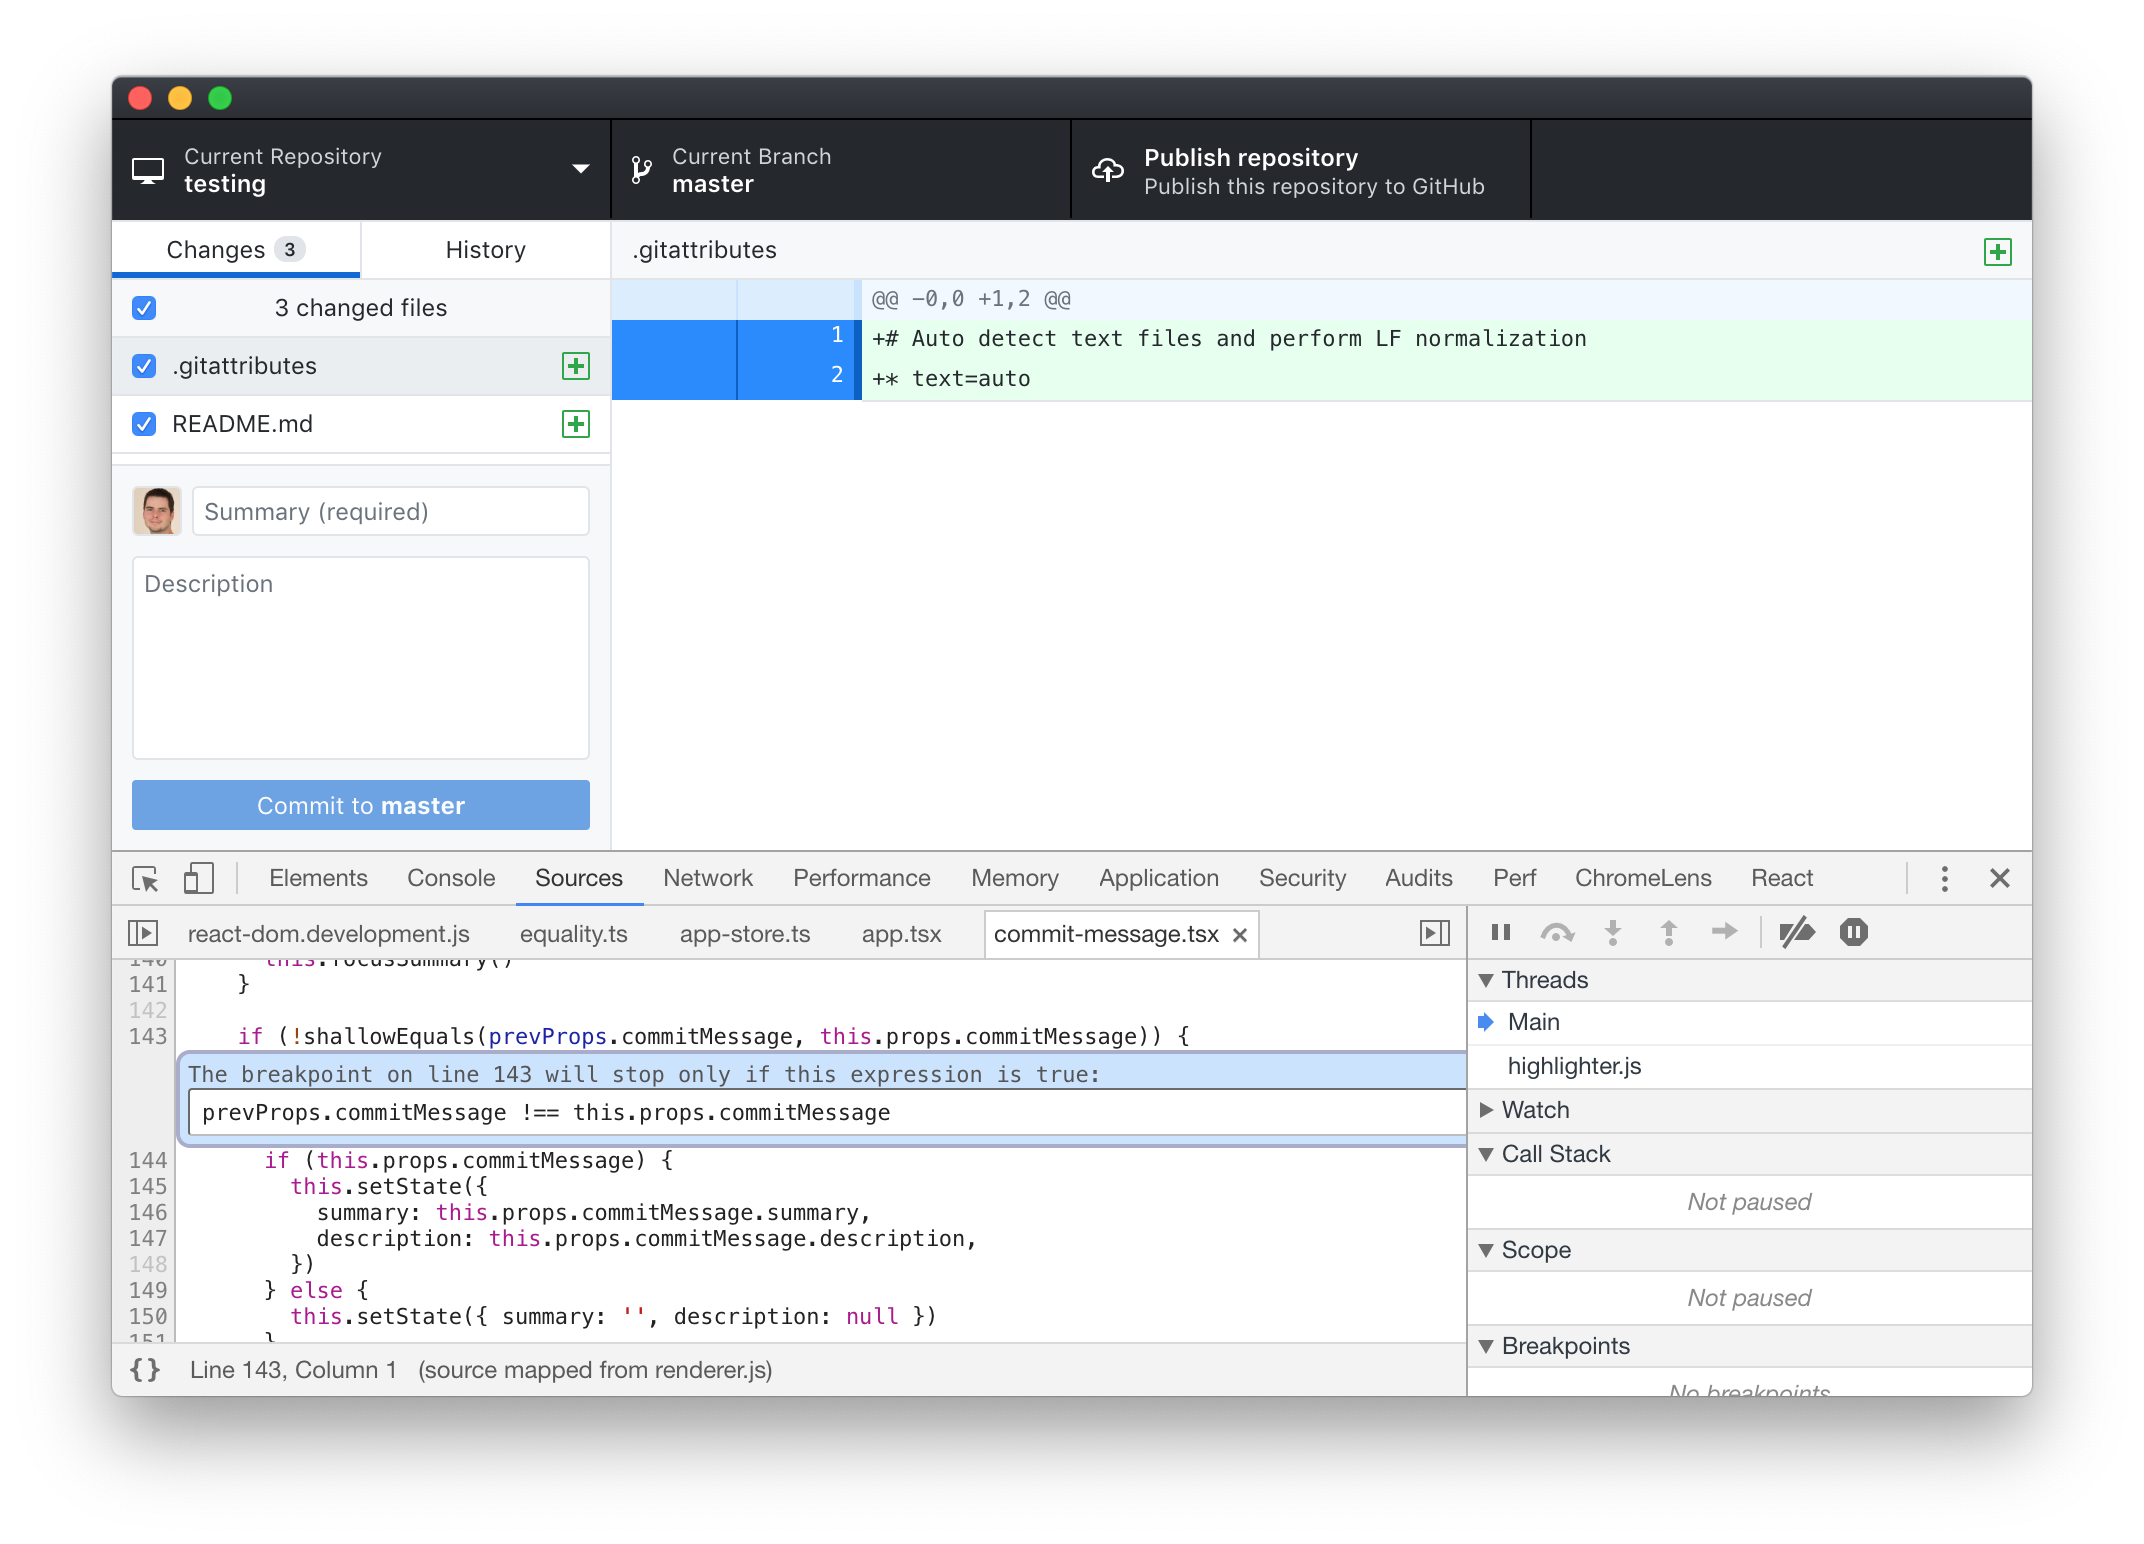 Current Repository
testing
Current Branch
master
Publish repository
Publish this repository to GitHub
Changes 3
History
.gitattributes
3 changed files
.gitattributes
README.md
@@ -0,0 +1,2 @@
1 +# Auto detect text files and perform LF normalization
2 +* text=auto
Summary (required)
Description
Commit to master
Elements Console Sources Network Performance Memory Application Security Audits Perf ChromeLens React
react-dom.development.js equality.ts app-store.ts app.tsx commit-message.tsx
140 this.focusSummary()
141 }
142
143 if (!shallowEquals(prevProps.commitMessage, this.props.commitMessage)) {
The breakpoint on line 143 will stop only if this expression is true:
prevProps.commitMessage !== this.props.commitMessage
144 if (this.props.commitMessage) {
145 this.setState({
146 summary: this.props.commitMessage.summary,
147 description: this.props.commitMessage.description,
148 })
149 } else {
150 this.setState({ summary: '', description: null })
151 }
{} Line 143, Column 1 (source mapped from renderer.js)
Threads
Main
highlighter.js
Watch
Call Stack
Not paused
Scope
Not paused
Breakpoints
No breakpoints